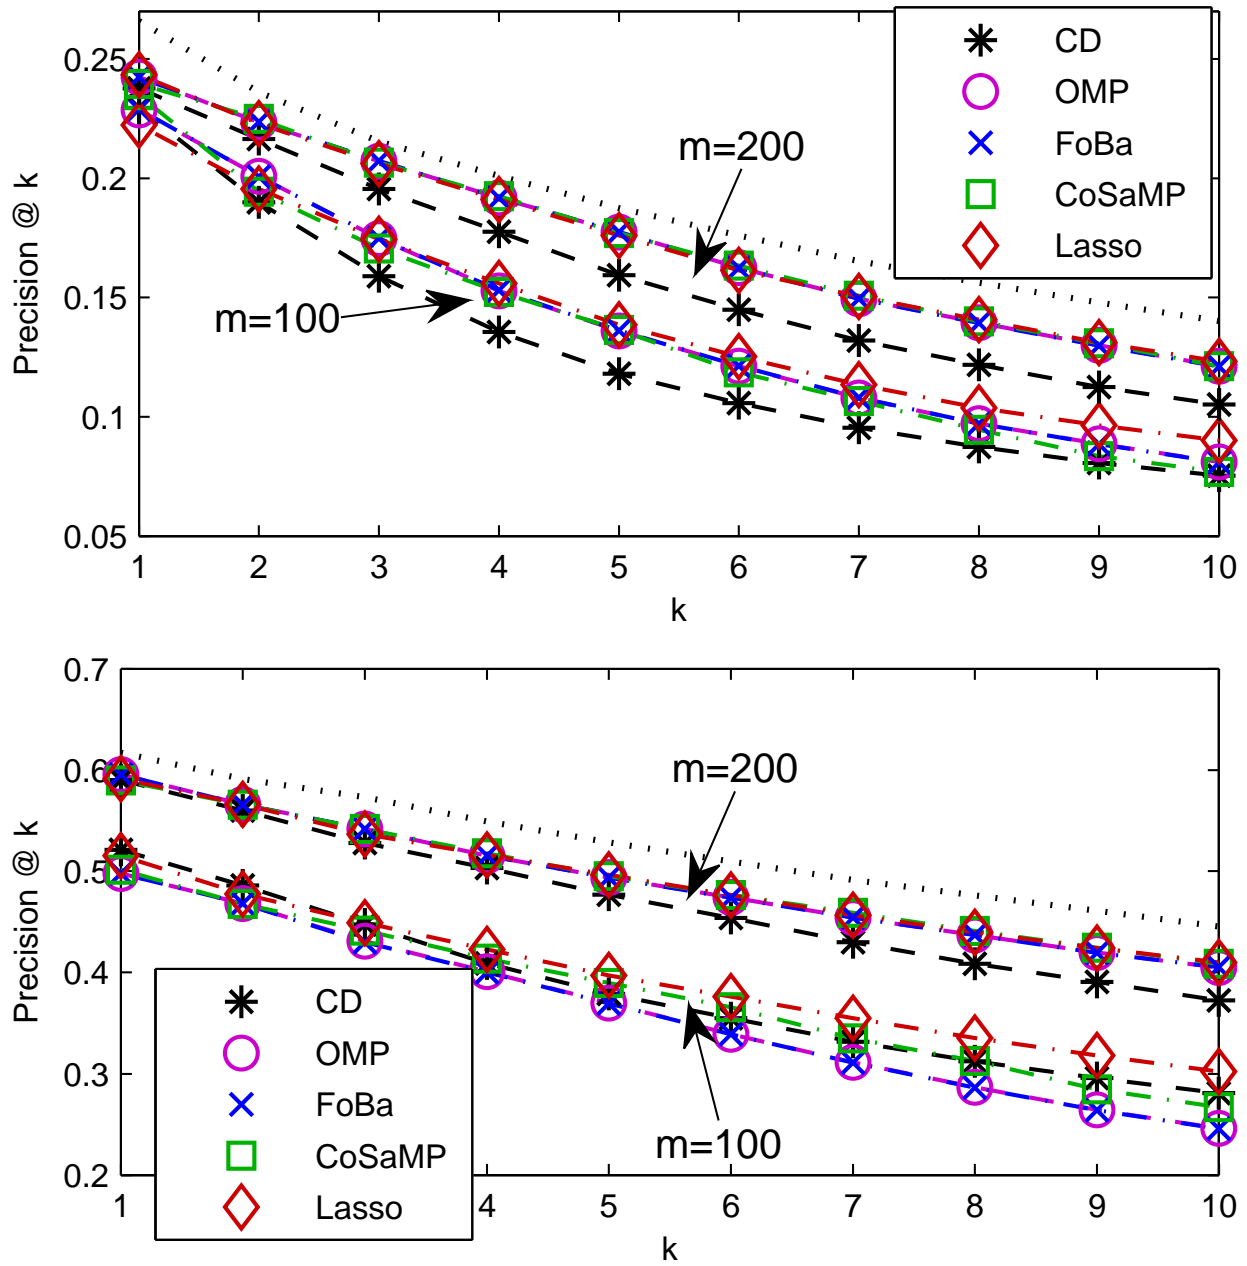 0.25
0.2
0.15
0.1
0.05
Precision @ k
1 2 3 4 5 6 7 8 9 10
k
m=200
m=100
CD
OMP
FoBa
CoSaMP
Lasso
0.7
0.6
0.5
0.4
0.3
0.2
Precision @ k
1 4 5 6 7 8 9 10
k
m=200
m=100
CD
OMP
FoBa
CoSaMP
Lasso